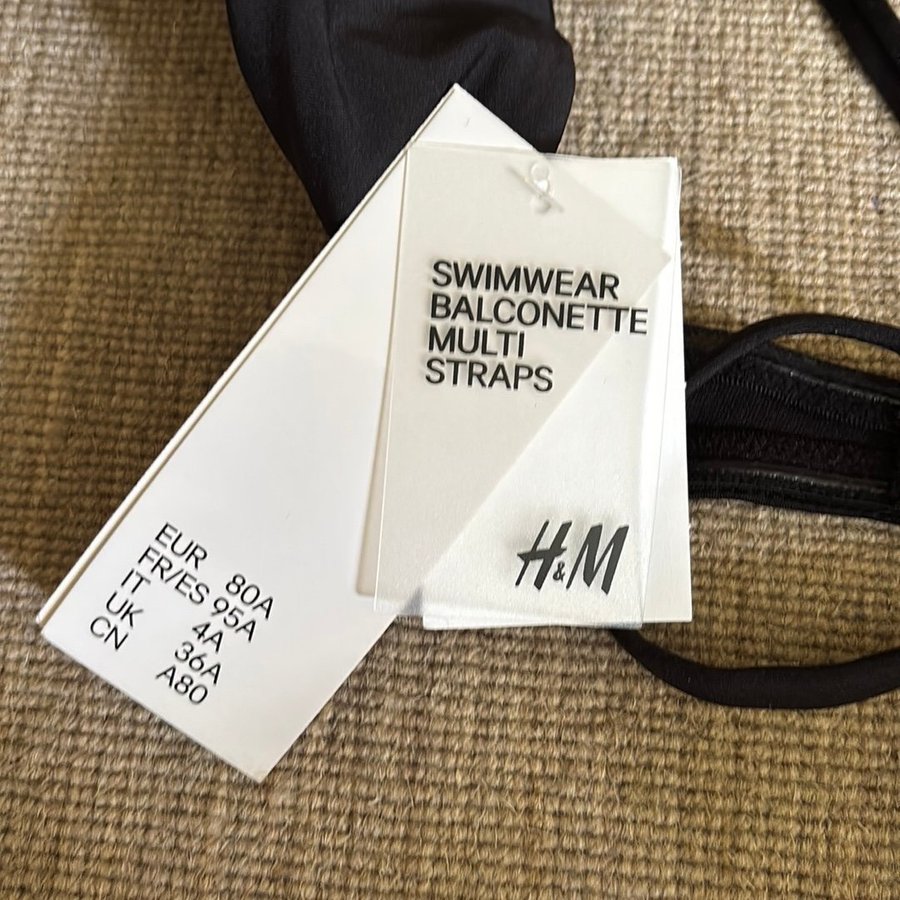 SWIMWEAR
BALCONETTE
MULTI
STRAPS
H&M
EUR 80A
FR/ES 95A
IT 4A
UK 36A
CN A80